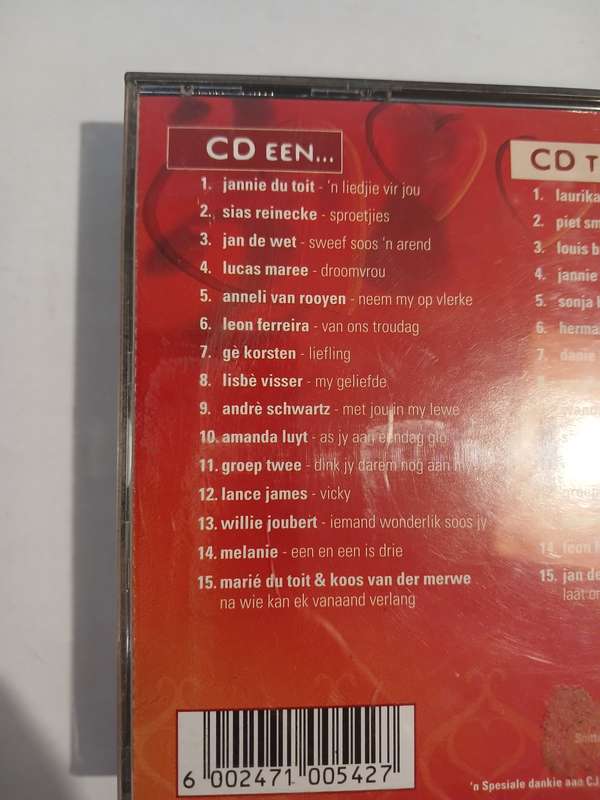 CD EEN...
1. jannie du toit - 'n liedjie vir jou
2. sias reinecke - sproetjies
3. jan de wet - sweef soos 'n arend
4. lucas maree - droomvrou
5. anneli van rooyen - neem my op vlerke
6. leon ferreira - van ons troudag
7. gè korsten - liefling
8. lisbè visser - my geliefde
9. andrè schwartz - met jou in my lewe
10. amanda luyt - as jy aan eendag glo
11. groep twee - dink jy darem nog aan my
12. lance james - vicky
13. willie joubert - iemand wonderlik soos jy
14. melanie - een en een is drie
15. marié du toit & koos van der merwe
na wie kan ek vanaand verlang
CD T
1. laurika
2. piet sm
3. louis b
4. jannie
5. sonja
6. herma
7. danie
14. leon
15. jan de
laat on
6 002471 005427
'n Spesiale dankie aan CJ